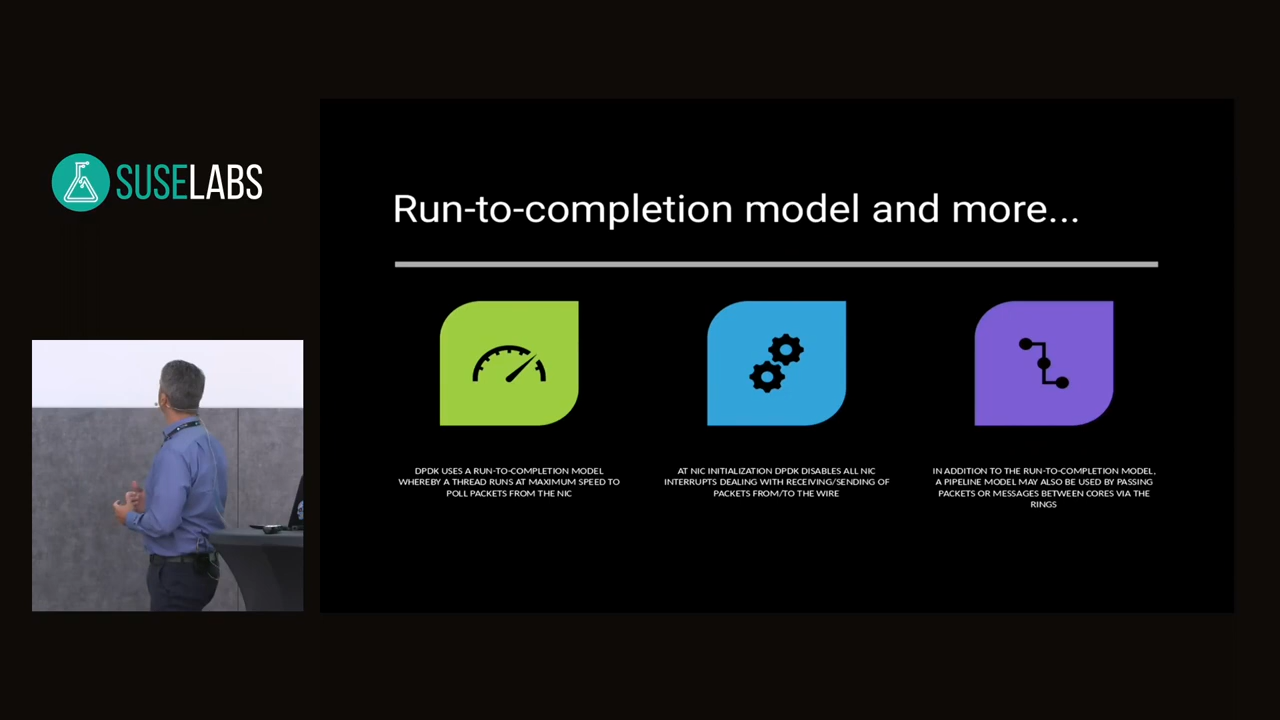 SUSELABS
Run-to-completion model and more...
DPDK USES A RUN-TO-COMPLETION MODEL
WHEREBY A THREAD RUNS AT MAXIMUM SPEED TO
POLL PACKETS FROM THE NIC
AT NIC INITIALIZATION DPDK DISABLES ALL NIC
INTERRUPTS DEALING WITH RECEIVING/SENDING OF
PACKETS FROM/TO THE WIRE
IN ADDITION TO THE RUN-TO-COMPLETION MODEL,
A PIPELINE MODEL MAY ALSO BE USED BY PASSING
PACKETS OR MESSAGES BETWEEN CORES VIA THE
RINGS